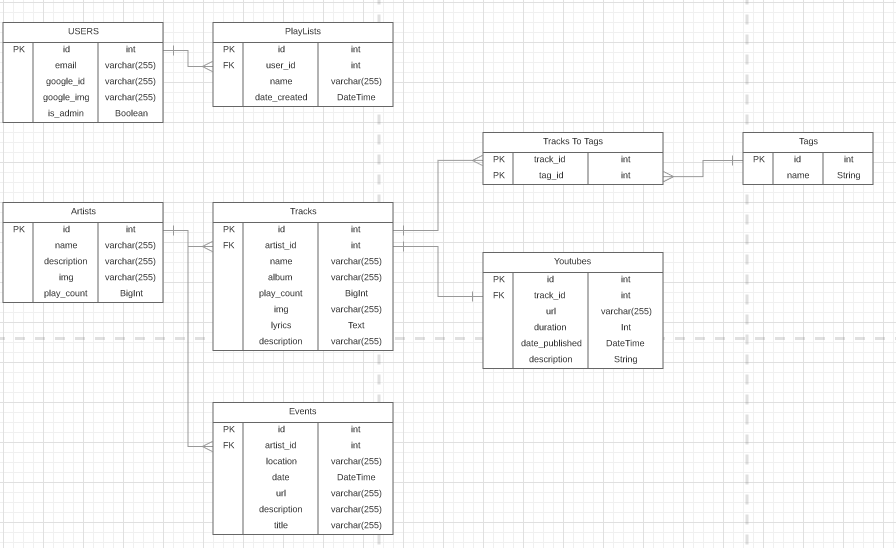 USERS
PK id int
email varchar(255)
google_id varchar(255)
google_img varchar(255)
is_admin Boolean
PlayLists
PK id int
FK user_id int
name varchar(255)
date_created DateTime
Tracks To Tags
PK track_id int
PK tag_id int
Tags
PK id int
name String
Artists
PK id int
name varchar(255)
description varchar(255)
img varchar(255)
play_count BigInt
Tracks
PK id int
FK artist_id int
name varchar(255)
album varchar(255)
play_count BigInt
img varchar(255)
lyrics Text
description varchar(255)
Youtubes
PK id int
FK track_id int
url varchar(255)
duration Int
date_published DateTime
description String
Events
PK id int
FK artist_id int
location varchar(255)
date DateTime
url varchar(255)
description varchar(255)
title varchar(255)